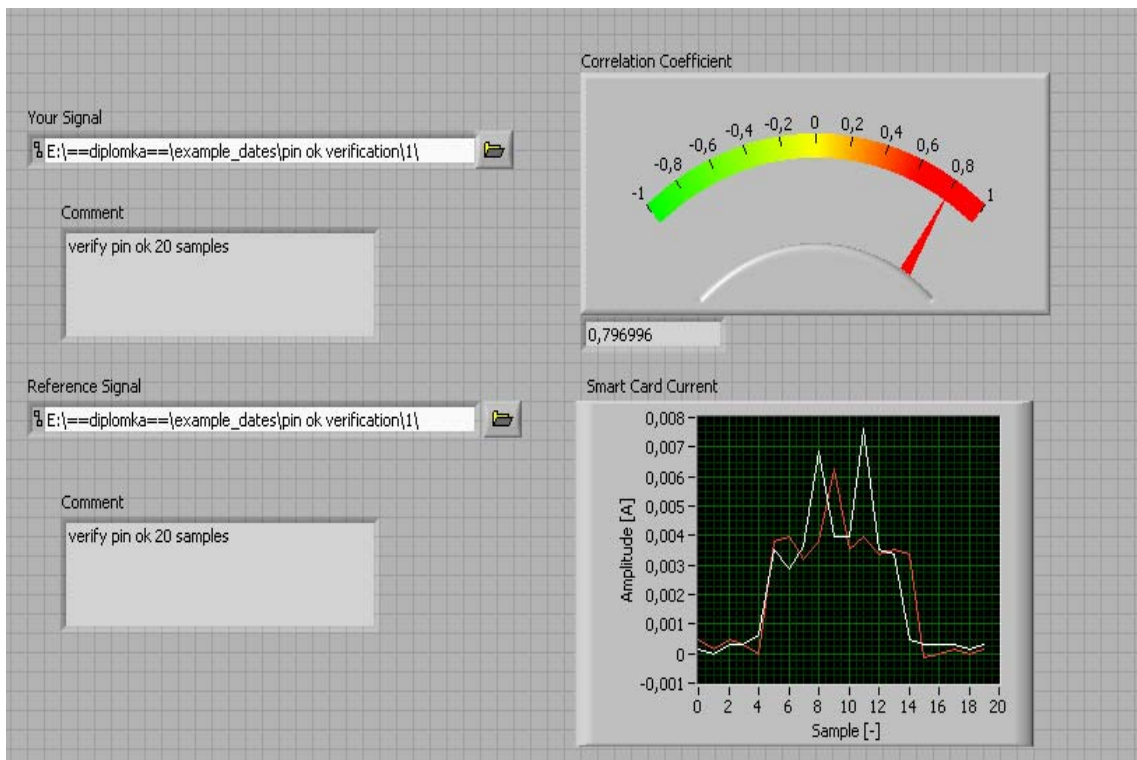 Your Signal
E:\==diplomka==\example_dates\pin ok verification\1\
Comment
verify pin ok 20 samples
Reference Signal
E:\==diplomka==\example_dates\pin ok verification\1\
Comment
verify pin ok 20 samples
Correlation Coefficient
-1
-0,8
-0,6
-0,4
-0,2
0
0,2
0,4
0,6
0,8
1
0,796996
Smart Card Current
Amplitude [A]
0,008
0,007
0,006
0,005
0,004
0,003
0,002
0,001
0
-0,001
0 2 4 6 8 10 12 14 16 18 20
Sample [-]